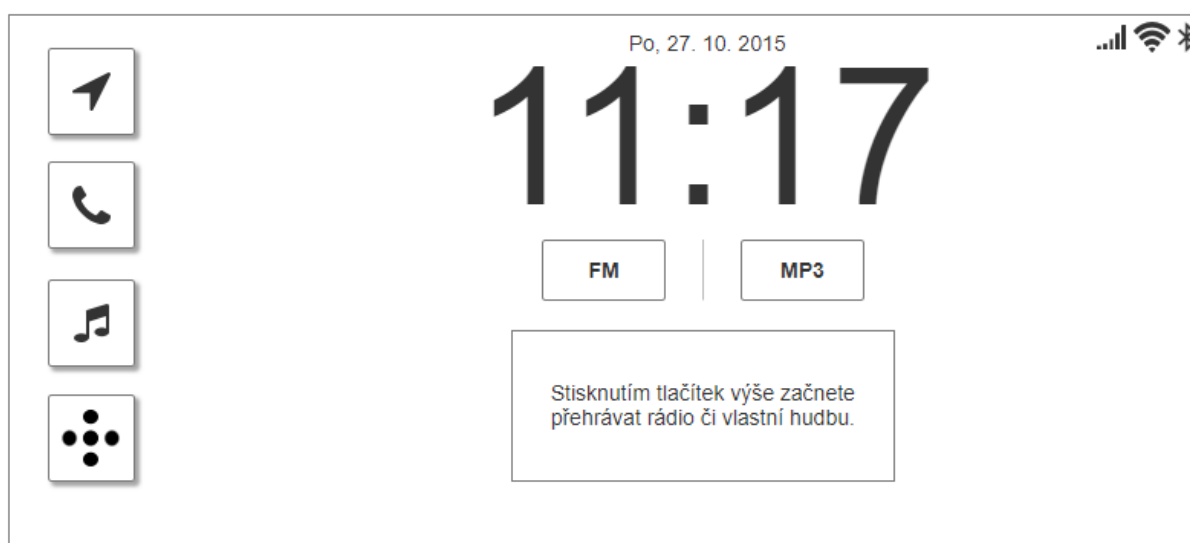 Po, 27. 10. 2015
11:17
FM
MP3
Stisknutím tlačítek výše začnete
přehrávat rádio či vlastní hudbu.